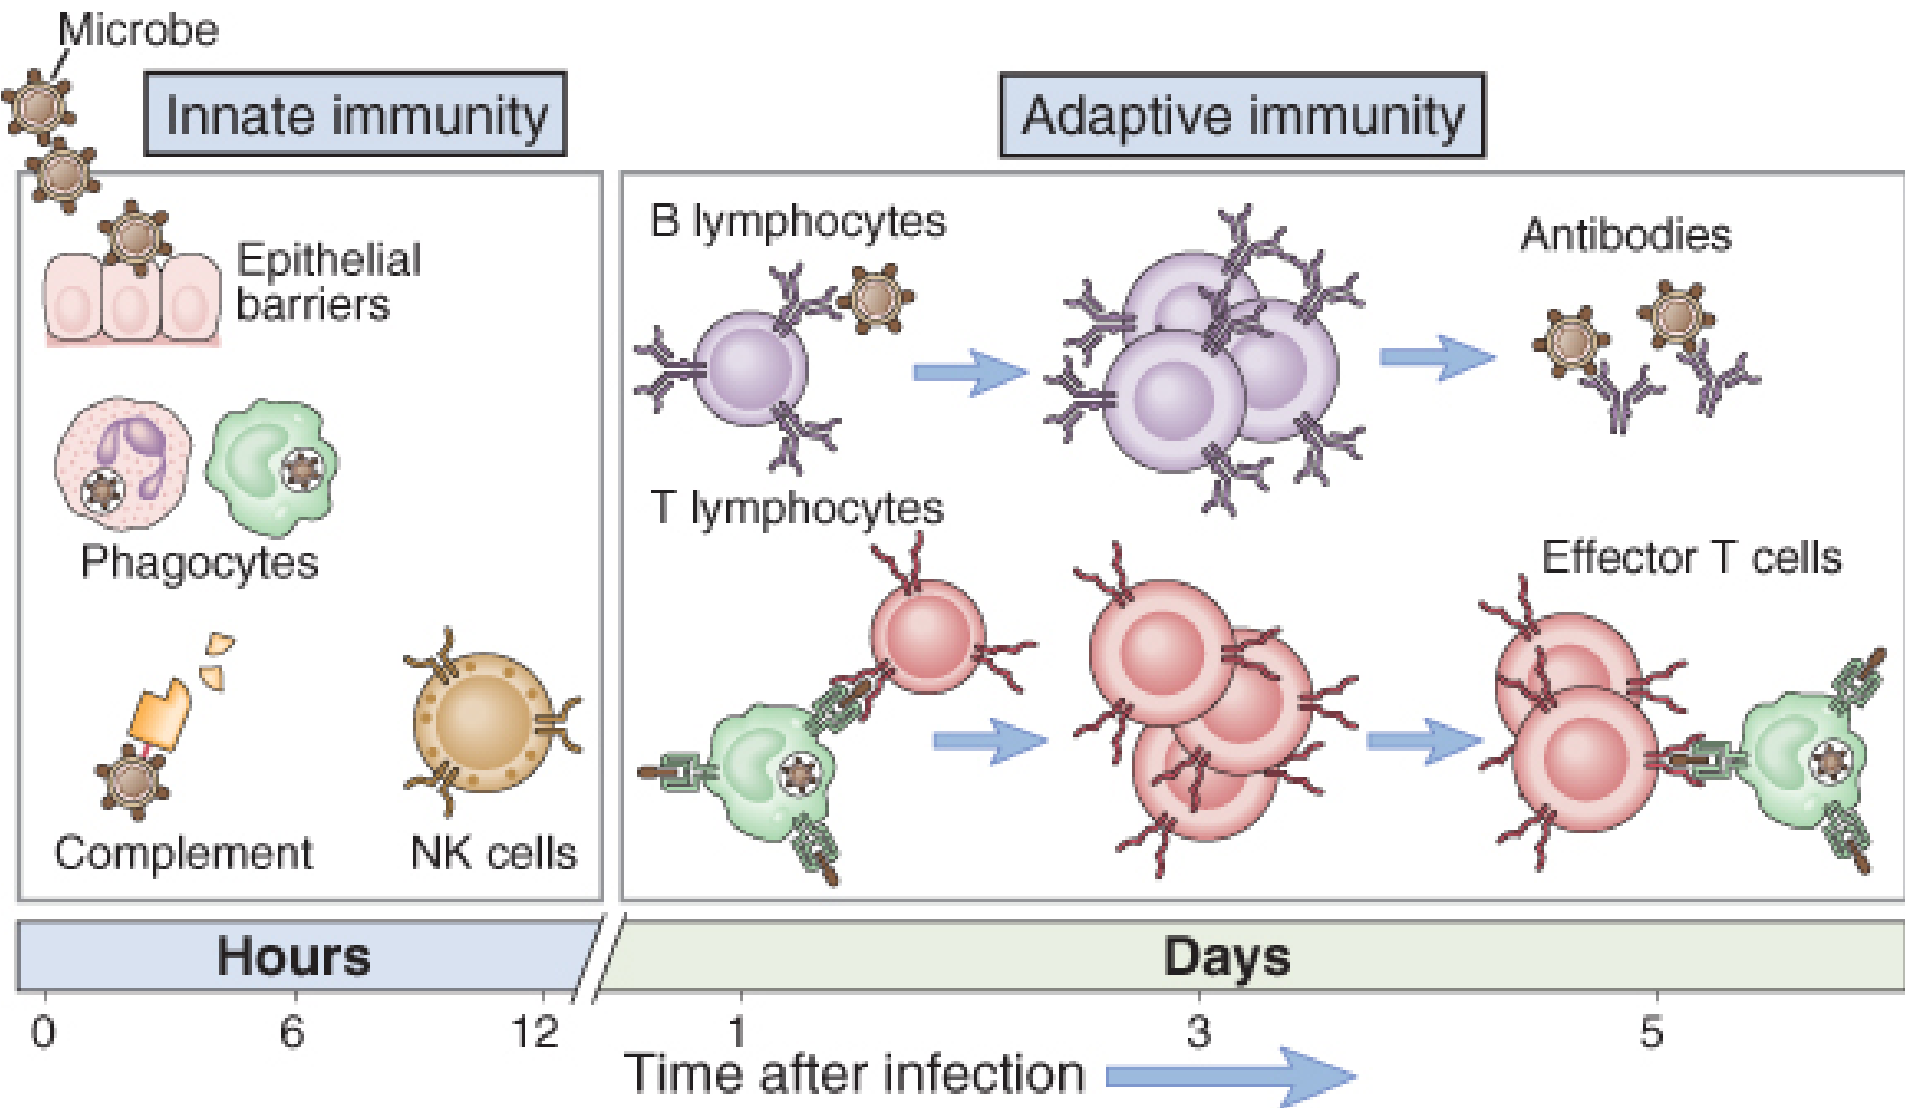 Microbe
Innate immunity
Adaptive immunity
Epithelial
barriers
Phagocytes
Complement
NK cells
B lymphocytes
Antibodies
T lymphocytes
Effector T cells
Hours
Days
0
6
12
1
3
5
Time after infection